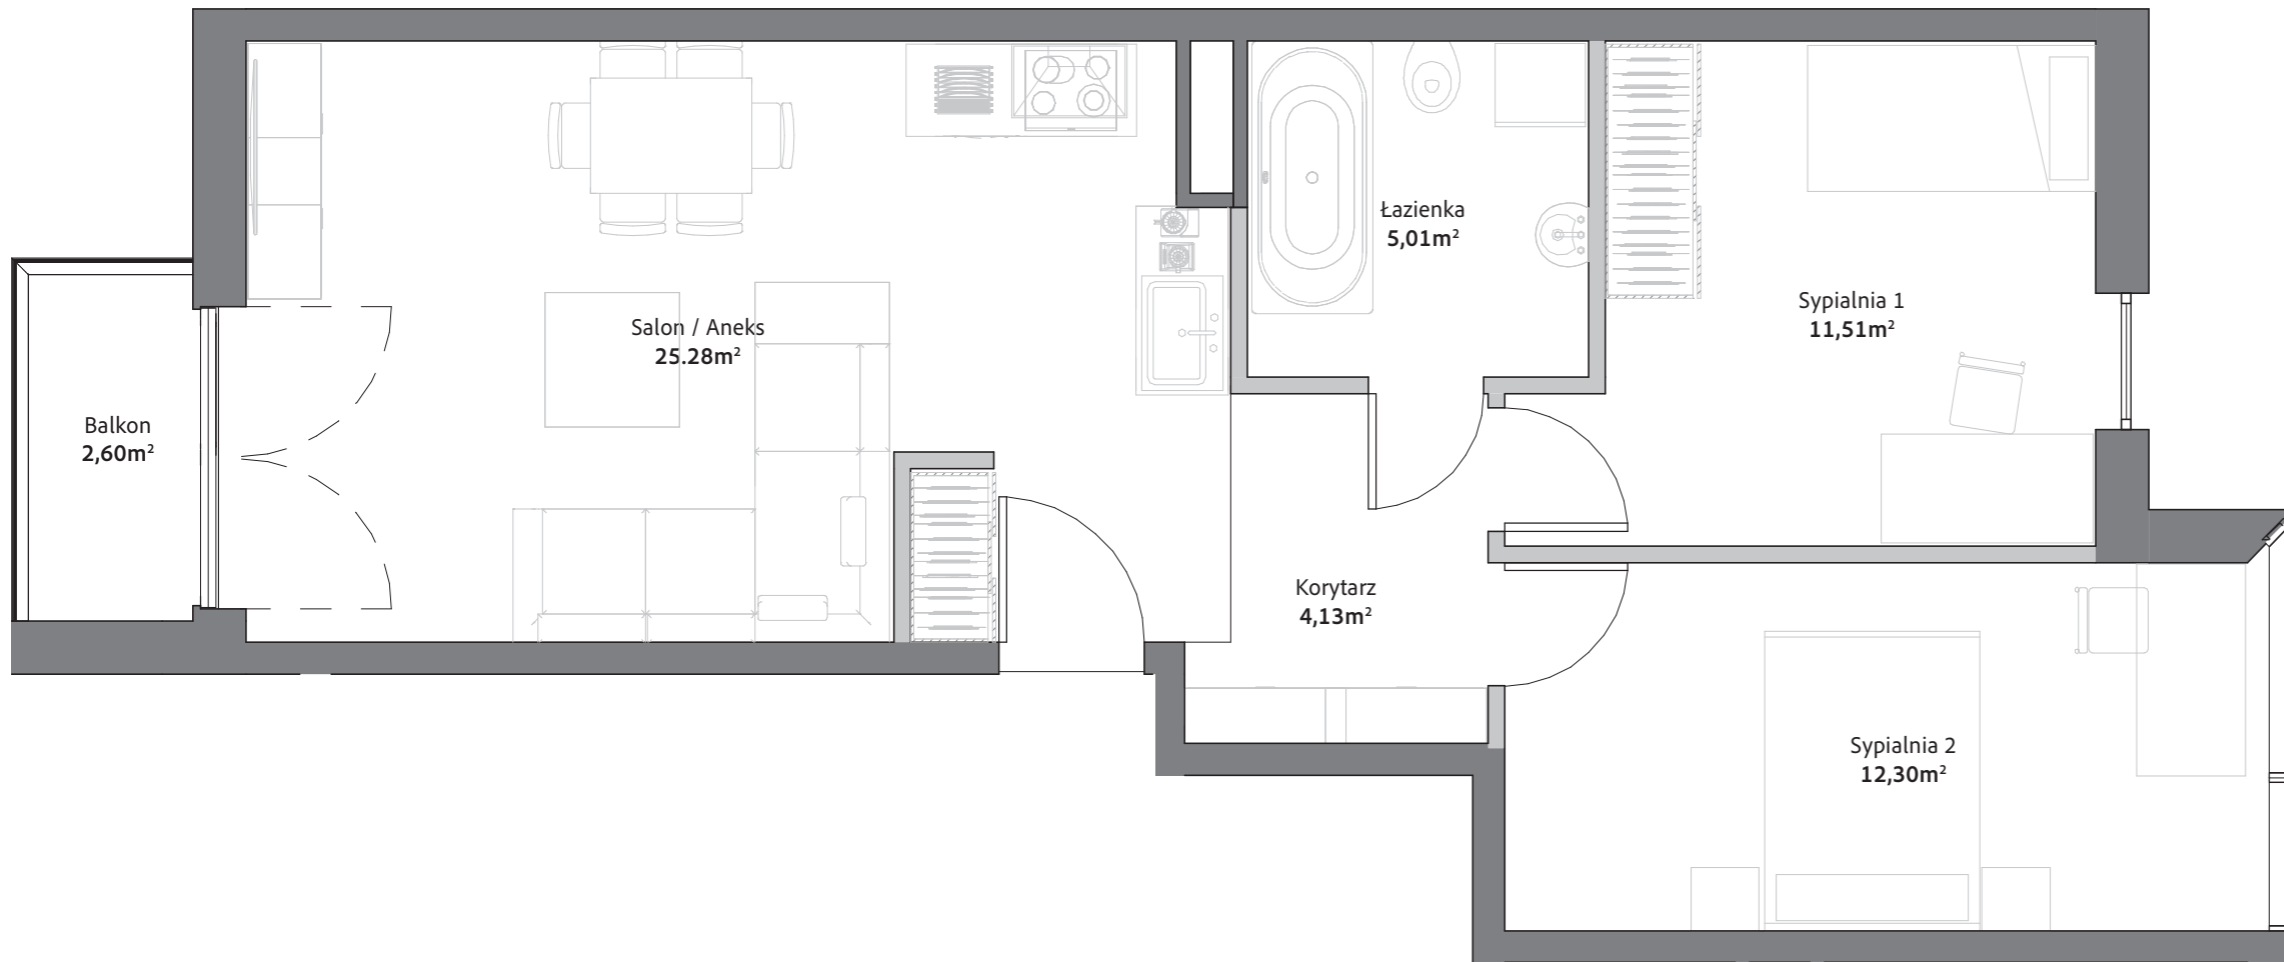 Łazienka
5,01m²
Sypialnia 1
11,51m²
Salon / Aneks
25.28m²
Balkon
2,60m²
Korytarz
4,13m²
Sypialnia 2
12,30m²